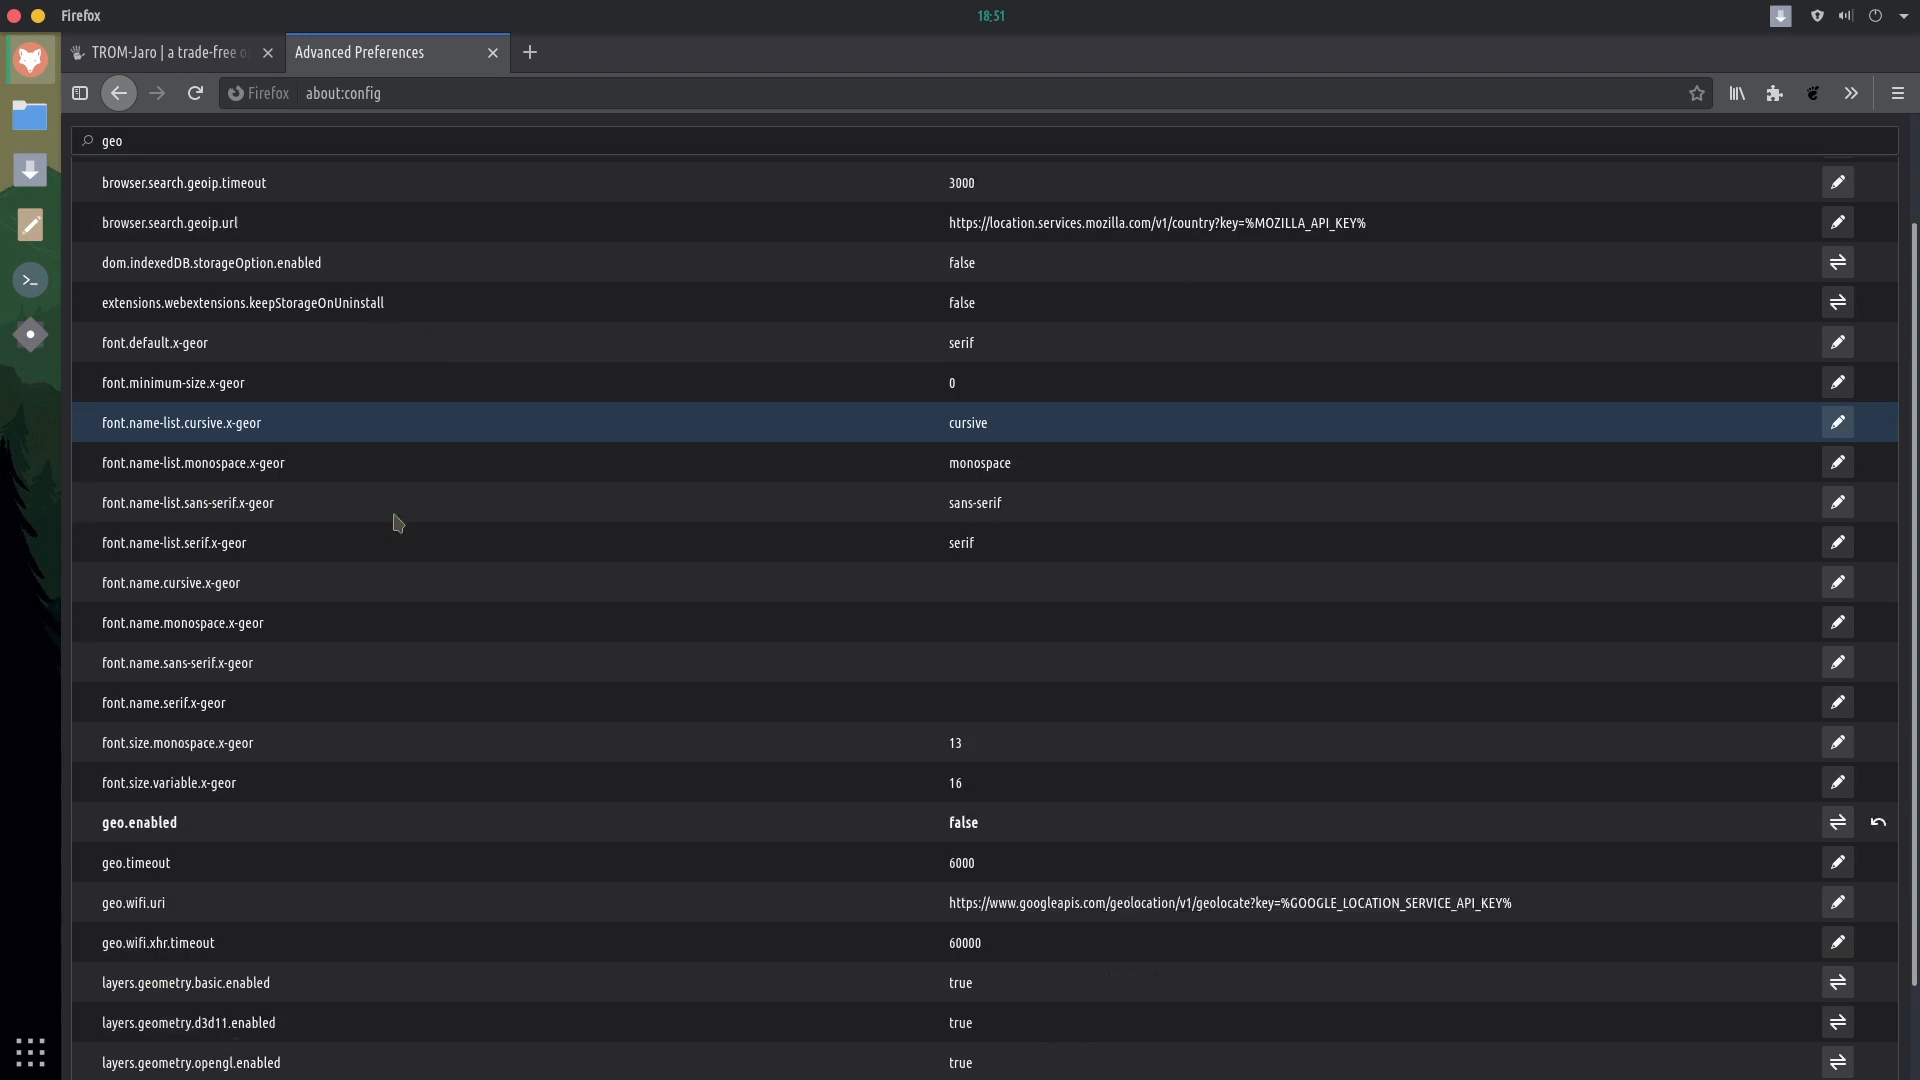 Firefox
18:51
TROM-Jaro | a trade-free o
Advanced Preferences
Firefox
about:config
geo
browser.search.geoip.timeout 3000
browser.search.geoip.url https://location.services.mozilla.com/v1/country?key=%MOZILLA_API_KEY%
dom.indexedDB.storageOption.enabled false
extensions.webextensions.keepStorageOnUninstall false
font.default.x-geor serif
font.minimum-size.x-geor 0
font.name-list.cursive.x-geor cursive
font.name-list.monospace.x-geor monospace
font.name-list.sans-serif.x-geor sans-serif
font.name-list.serif.x-geor serif
font.name.cursive.x-geor
font.name.monospace.x-geor
font.name.sans-serif.x-geor
font.name.serif.x-geor
font.size.monospace.x-geor 13
font.size.variable.x-geor 16
geo.enabled false
geo.timeout 6000
geo.wifi.uri https://www.googleapis.com/geolocation/v1/geolocate?key=%GOOGLE_LOCATION_SERVICE_API_KEY%
geo.wifi.xhr.timeout 60000
layers.geometry.basic.enabled true
layers.geometry.d3d11.enabled true
layers.geometry.opengl.enabled true